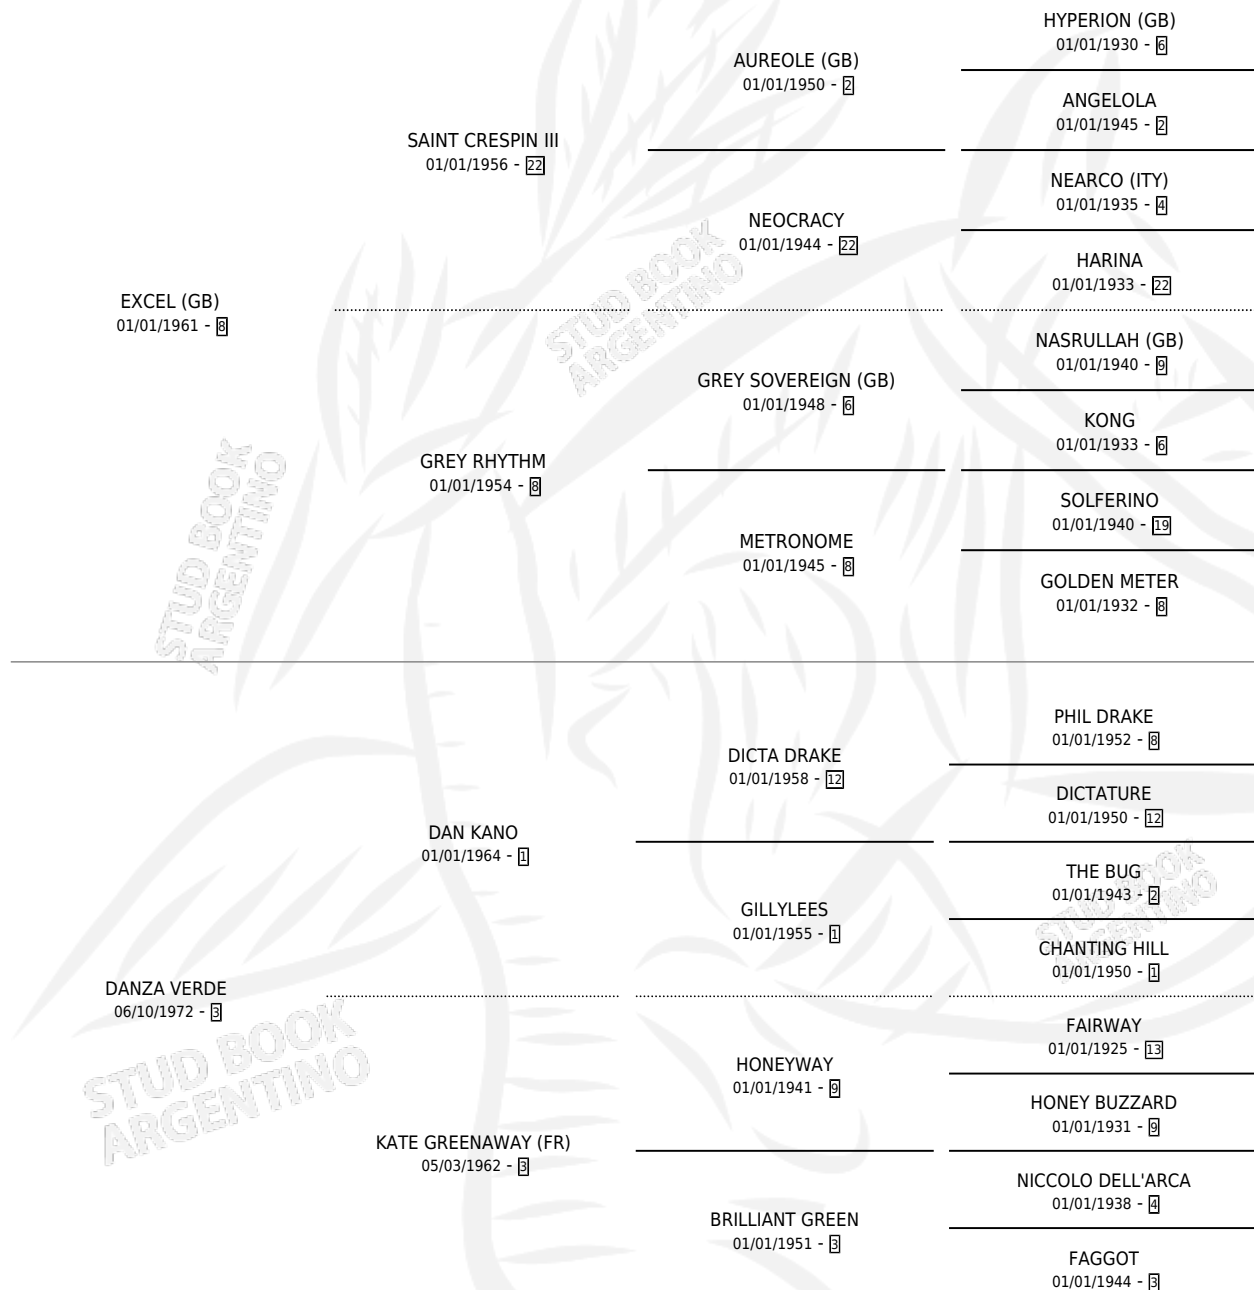 HYPERION (GB)
01/01/1930 - 6
AUREOLE (GB)
01/01/1950 - 2
ANGELOLA
01/01/1945 - 2
SAINT CRESPIN III
01/01/1956 - 22
NEARCO (ITY)
01/01/1935 - 4
NEOCRACY
01/01/1944 - 22
HARINA
01/01/1933 - 22
EXCEL (GB)
01/01/1961 - 8
NASRULLAH (GB)
01/01/1940 - 9
GREY SOVEREIGN (GB)
01/01/1948 - 6
KONG
01/01/1933 - 6
GREY RHYTHM
01/01/1954 - 8
SOLFERINO
01/01/1940 - 19
METRONOME
01/01/1945 - 8
GOLDEN METER
01/01/1932 - 8
STUD BOOK
ARGENTINO
STUD BOOK
ARGENTINO
PHIL DRAKE
01/01/1952 - 8
DICTA DRAKE
01/01/1958 - 12
DICTATURE
01/01/1950 - 12
DAN KANO
01/01/1964 - 1
THE BUG
01/01/1943 - 2
GILLYLEES
01/01/1955 - 1
CHANTING HILL
01/01/1950 - 1
STUD BOOK
ARGENTINO
DANZA VERDE
06/10/1972 - 3
FAIRWAY
01/01/1925 - 13
HONEYWAY
01/01/1941 - 9
HONEY BUZZARD
01/01/1931 - 9
STUD BOOK
ARGENTINO
KATE GREENAWAY (FR)
05/03/1962 - 3
NICCOLO DELL'ARCA
01/01/1938 - 4
BRILLIANT GREEN
01/01/1951 - 3
FAGGOT
01/01/1944 - 3